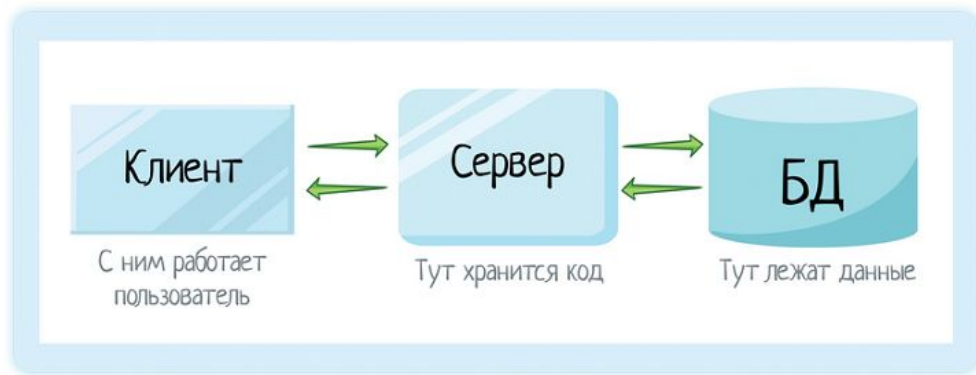 Клиент
Сервер
БД
С ним работает
пользователь
Тут хранится код
Тут лежат данные